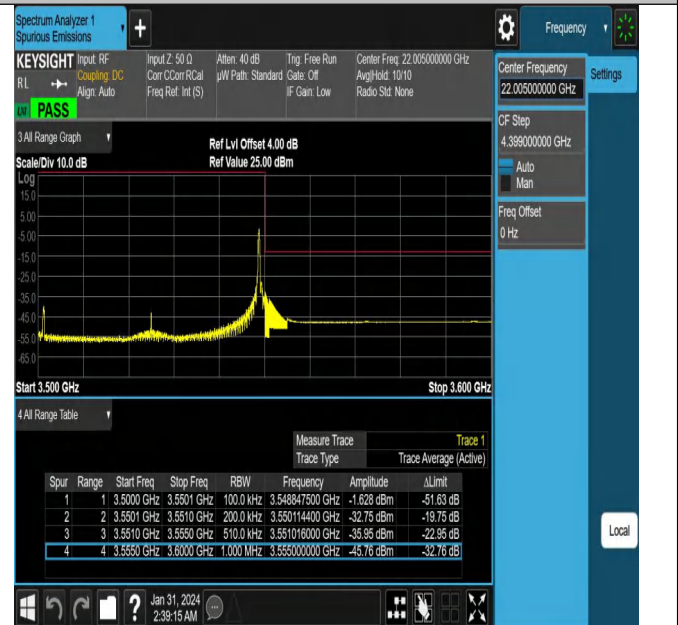 Spectrum Analyzer 1
Spurious Emissions
Frequency
KEYSIGHT Input: RF Input Z: 50 Ω Atten: 40 dB Trig: Free Run Center Freq: 22.005000000 GHz
RL Coupling: DC Corr CCorr RCal µW Path: Standard Gate: Off Avg|Hold: 10/10
Align: Auto Freq Ref: Int (S) IF Gain: Low Radio Std: None
PASS
Center Frequency
22.005000000 GHz
Settings
CF Step
4.399000000 GHz
Auto
Man
Freq Offset
0 Hz
3 All Range Graph
Ref Lvl Offset 4.00 dB
Scale/Div 10.0 dB Ref Value 25.00 dBm
Log
15.0
5.00
-5.00
-15.0
-25.0
-35.0
-45.0
-55.0
-65.0
Start 3.500 GHz Stop 3.600 GHz
4 All Range Table
Measure Trace Trace 1
Trace Type Trace Average (Active)
Spur Range Start Freq Stop Freq RBW Frequency Amplitude ΔLimit
1 1 3.5000 GHz 3.5501 GHz 100.0 kHz 3.548847500 GHz -1.628 dBm -51.63 dB
2 2 3.5501 GHz 3.5510 GHz 200.0 kHz 3.550114400 GHz -32.75 dBm -19.75 dB
3 3 3.5510 GHz 3.5550 GHz 510.0 kHz 3.551016000 GHz -35.95 dBm -22.95 dB
4 4 3.5550 GHz 3.6000 GHz 1.000 MHz 3.555000000 GHz -45.76 dBm -32.76 dB
Local
Jan 31, 2024
2:39:15 AM